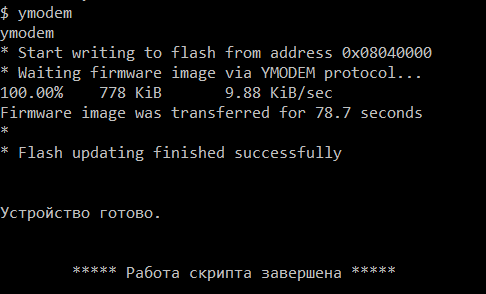 $ ymodem
ymodem
* Start writing to flash from address 0x08040000
* Waiting firmware image via YMODEM protocol...
100.00%    778 KiB       9.88 KiB/sec
Firmware image was transferred for 78.7 seconds
*
* Flash updating finished successfully
Устройство готово.
***** Работа скрипта завершена *****